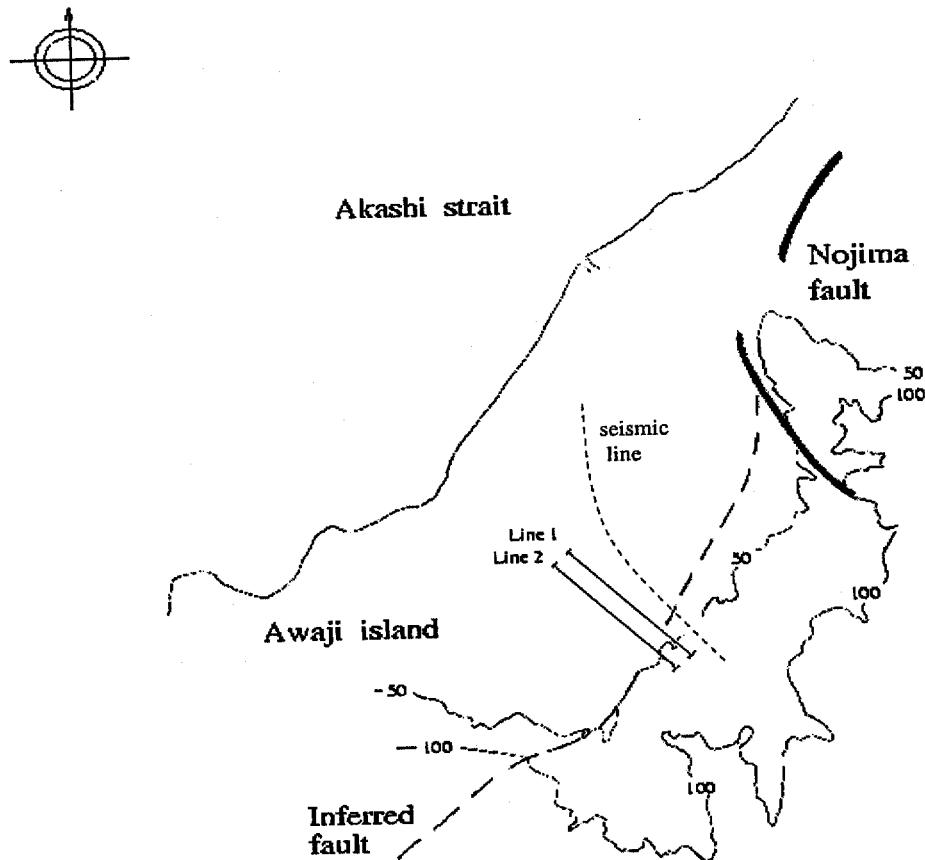 Akashi strait
Nojima
fault
50
100
seismic
line
Line 1
Line 2
50
100
Awaji island
-50
100
100
Inferred
fault